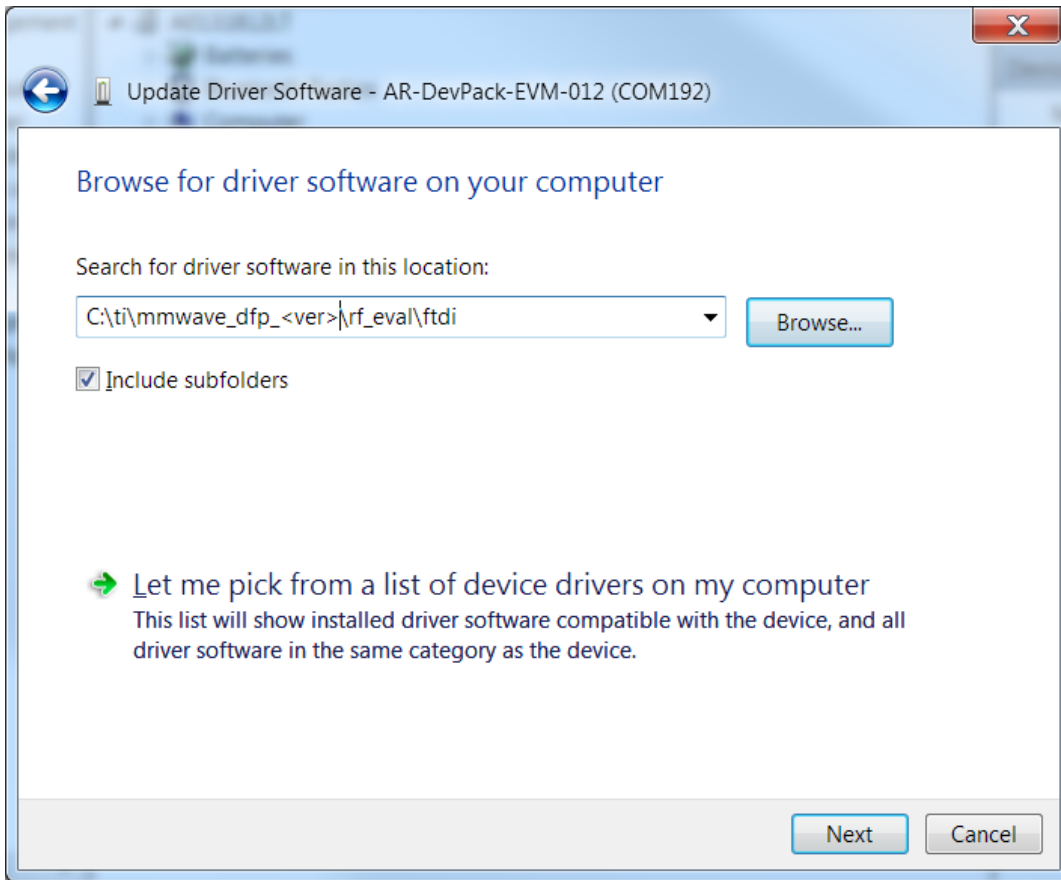 Batteries
Update Driver Software - AR-DevPack-EVM-012 (COM192)
Computer
Browse for driver software on your computer
Search for driver software in this location:
C:\ti\mmwave_dfp_<ver>\rf_eval\ftdi
Browse...
Include subfolders
Let me pick from a list of device drivers on my computer
This list will show installed driver software compatible with the device, and all
driver software in the same category as the device.
Next
Cancel